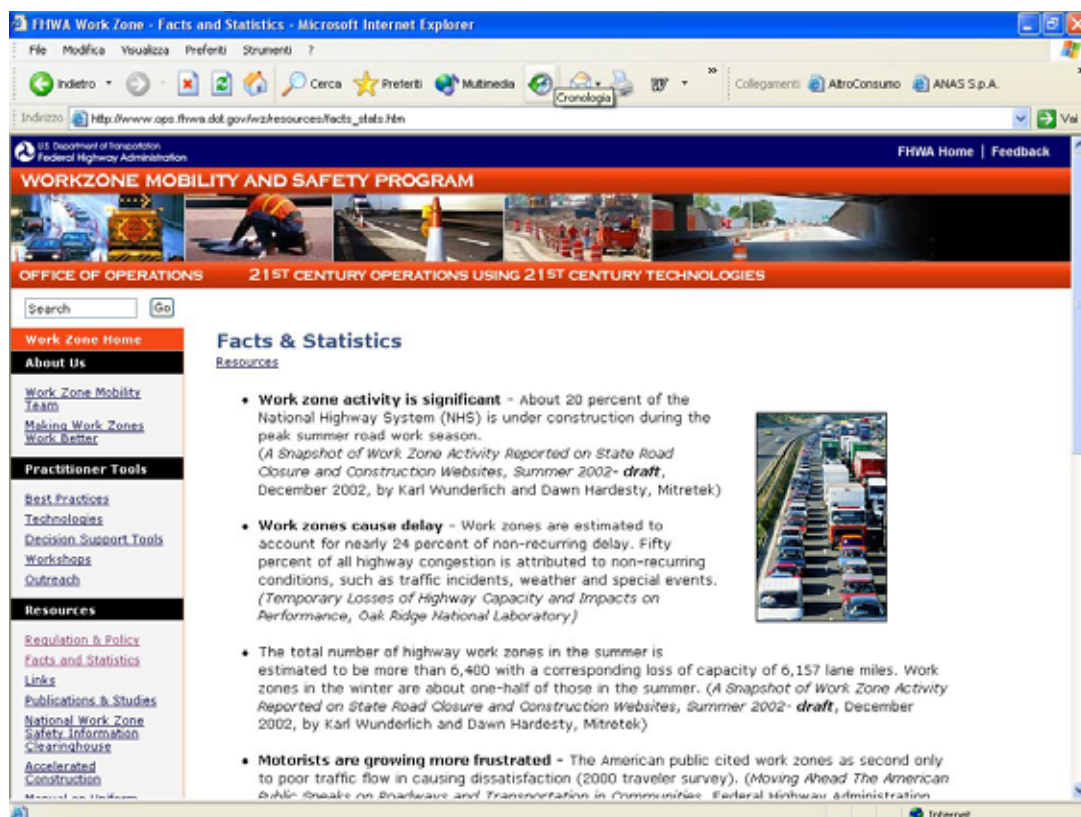 FHWA Work Zone - Facts and Statistics - Microsoft Internet Explorer
File Modifica Visualizza Preferiti Strumenti ?
Indietro Cerca Preferiti Multimedia » Collegamenti AltroConsumo ANAS S.p.A.
Cronologia
Indirizzo http://www.ops.fhwa.dot.gov/wz/resources/facts_stats.htm Vai
U.S. Department of Transportation
Federal Highway Administration
FHWA Home | Feedback
WORKZONE MOBILITY AND SAFETY PROGRAM
OFFICE OF OPERATIONS 21ST CENTURY OPERATIONS USING 21ST CENTURY TECHNOLOGIES
Search Go
Work Zone Home
About Us
Work Zone Mobility
Team
Making Work Zones
Work Better
Practitioner Tools
Best Practices
Technologies
Decision Support Tools
Workshops
Outreach
Resources
Regulation & Policy
Facts and Statistics
Links
Publications & Studies
National Work Zone
Safety Information
Clearinghouse
Accelerated
Construction
Manual on Uniform
Facts & Statistics
Resources
• Work zone activity is significant - About 20 percent of the
National Highway System (NHS) is under construction during the
peak summer road work season.
(A Snapshot of Work Zone Activity Reported on State Road
Closure and Construction Websites, Summer 2002- draft,
December 2002, by Karl Wunderlich and Dawn Hardesty, Mitretek)
• Work zones cause delay - Work zones are estimated to
account for nearly 24 percent of non-recurring delay. Fifty
percent of all highway congestion is attributed to non-recurring
conditions, such as traffic incidents, weather and special events.
(Temporary Losses of Highway Capacity and Impacts on
Performance, Oak Ridge National Laboratory)
• The total number of highway work zones in the summer is
estimated to be more than 6,400 with a corresponding loss of capacity of 6,157 lane miles. Work
zones in the winter are about one-half of those in the summer. (A Snapshot of Work Zone Activity
Reported on State Road Closure and Construction Websites, Summer 2002- draft, December
2002, by Karl Wunderlich and Dawn Hardesty, Mitretek)
• Motorists are growing more frustrated - The American public cited work zones as second only
to poor traffic flow in causing dissatisfaction (2000 traveler survey). (Moving Ahead The American
Public Speaks on Roadways and Transportation in Communities, Federal Highway Administration
Internet